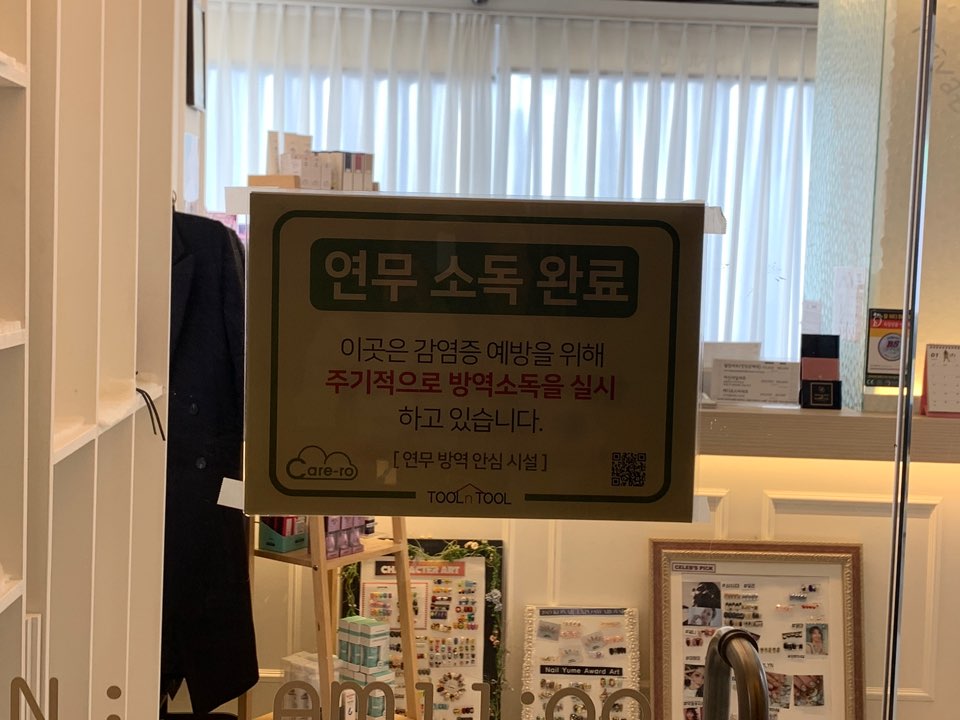 연무 소독 완료
이곳은 감염증 예방을 위해
주기적으로 방역소독을 실시
하고 있습니다.
Care-ro
[ 연무 방역 안심 시설 ]
TOOL n TOOL
CHARACTER ART
Nail Yume Award Art
CELEB'S PICK